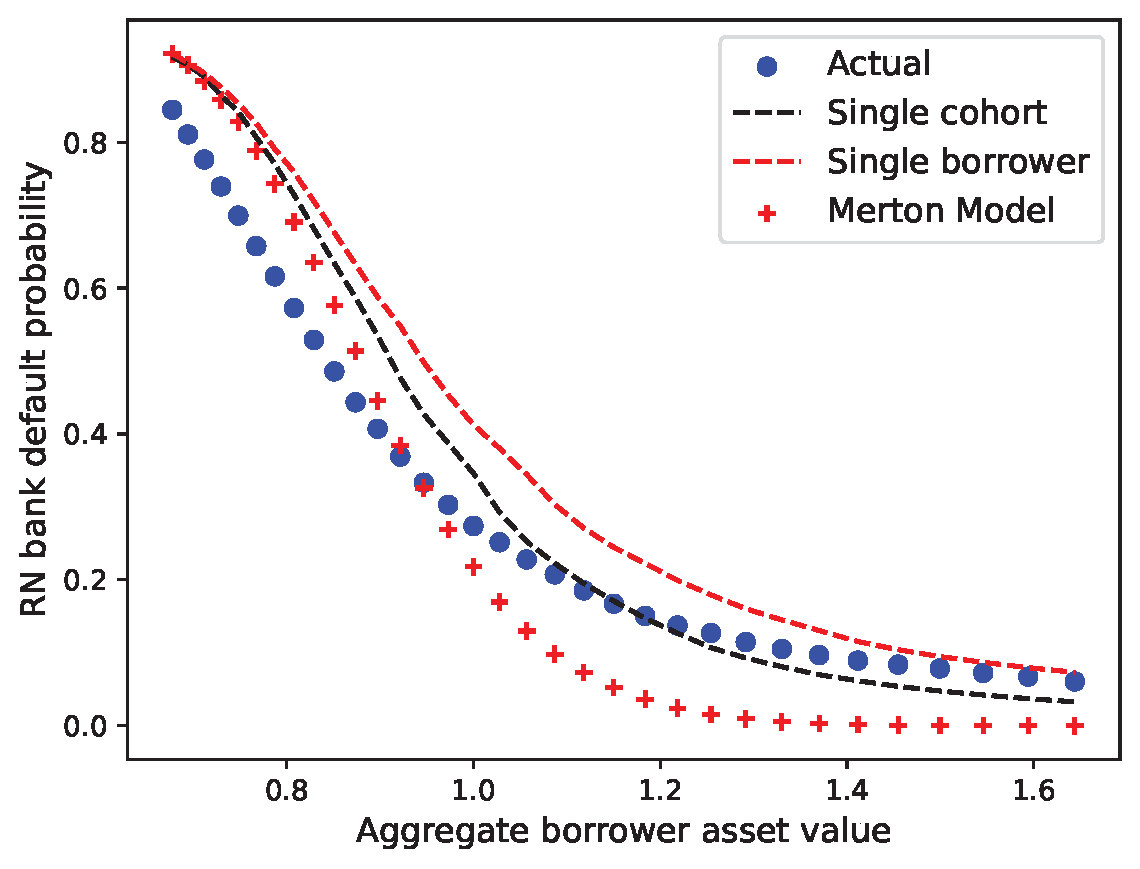 Actual
Single cohort
Single borrower
Merton Model
RN bank default probability
0.8
0.6
0.4
0.2
0.0
0.8 1.0 1.2 1.4 1.6
Aggregate borrower asset value